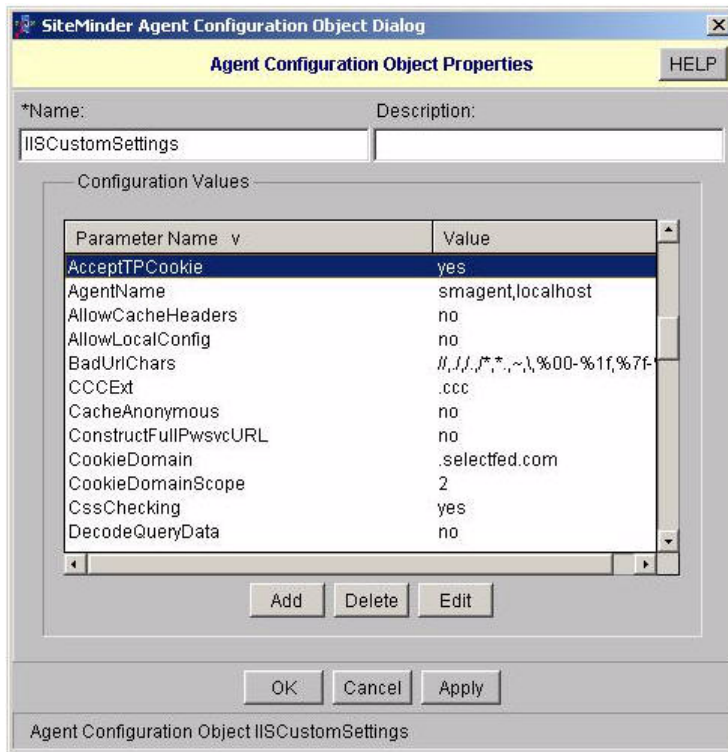 SiteMinder Agent Configuration Object Dialog
Agent Configuration Object Properties HELP
*Name: Description:
IISCustomSettings
Configuration Values
Parameter Name v Value
AcceptTPCookie yes
AgentName smagent,localhost
AllowCacheHeaders no
AllowLocalConfig no
BadUrlChars //,./,/.,/*,*.,~,\,%00-%1f,%7f-
CCCExt .ccc
CacheAnonymous no
ConstructFullPwsvcURL no
CookieDomain .selectfed.com
CookieDomainScope 2
CssChecking yes
DecodeQueryData no
Add Delete Edit
OK Cancel Apply
Agent Configuration Object IISCustomSettings